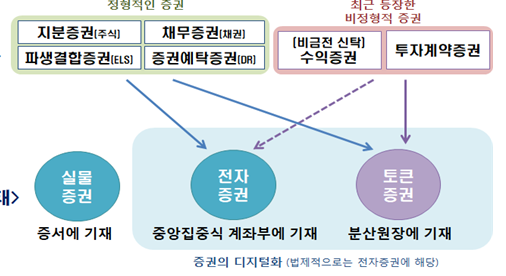 정형적인 증권
최근 등장한
비정형적 증권
지분증권[주식]
채무증권[채권]
파생결합증권[ELS]
증권예탁증권[DR]
[비금전 신탁]
수익증권
투자계약증권
실물
증권
전자
증권
토큰
증권
재>
증서에 기재
중앙집중식 계좌부에 기재
분산원장에 기재
증권의 디지털화 (법제적으로는 전자증권에 해당)